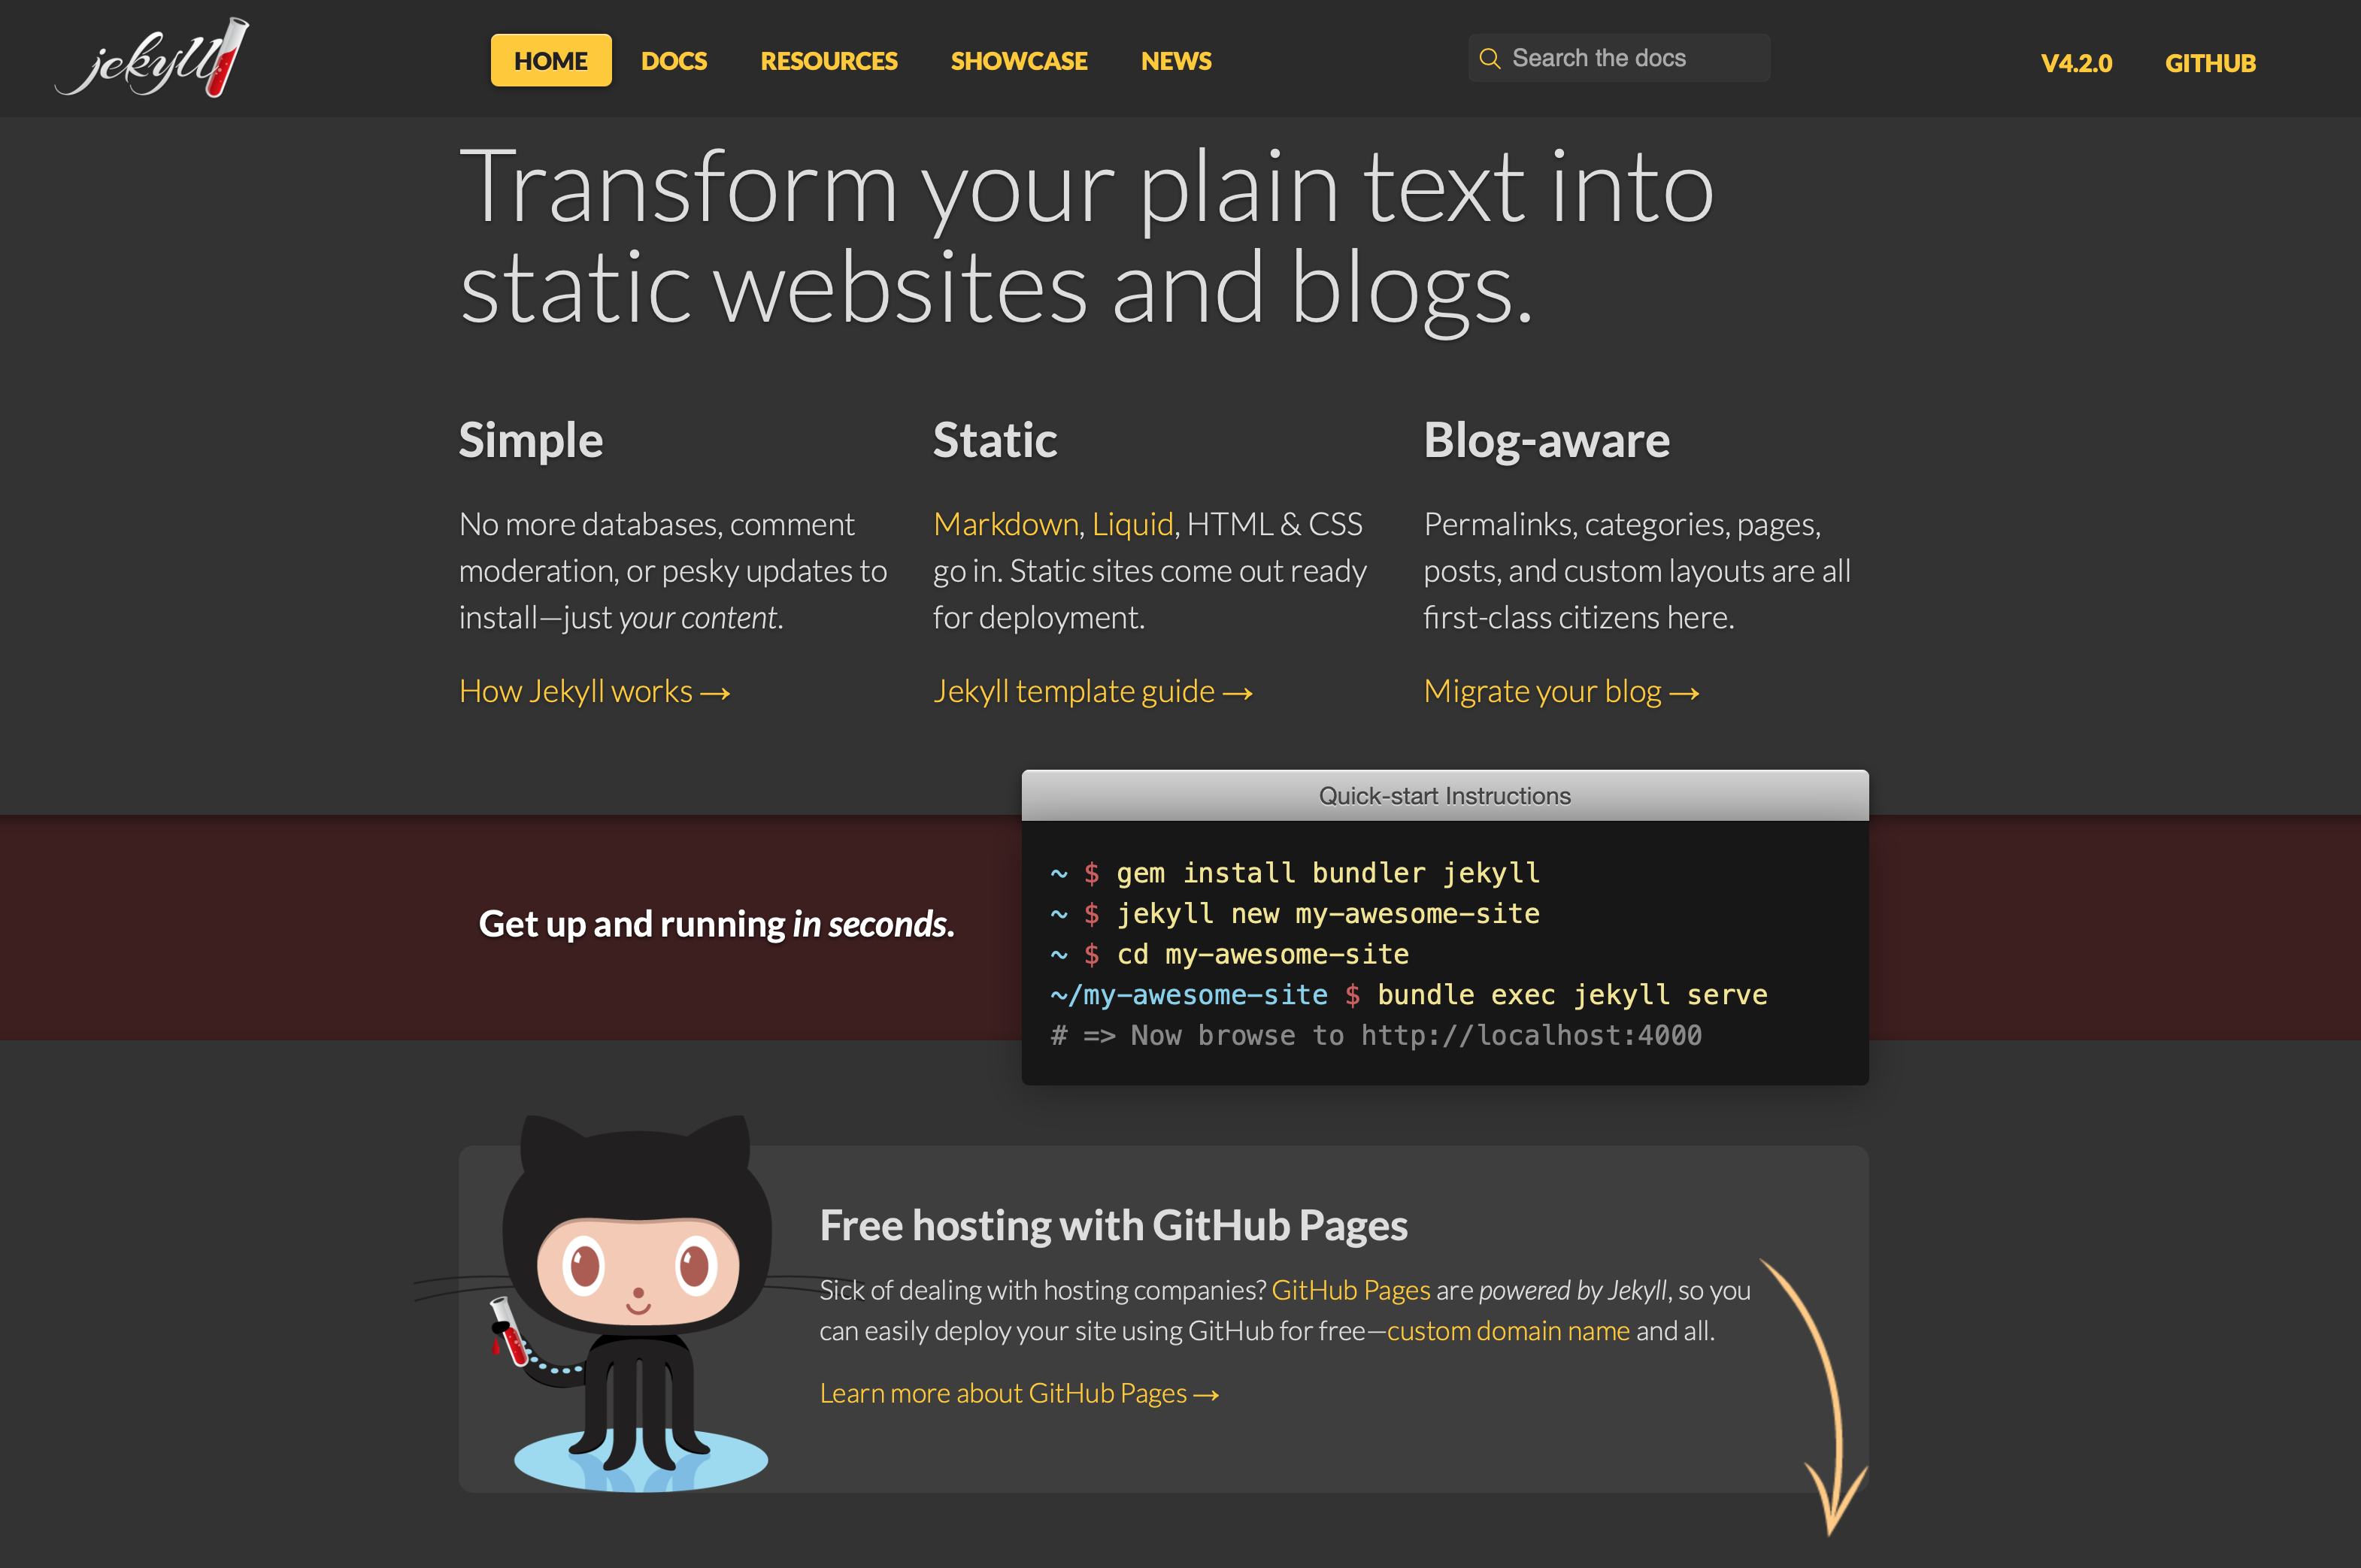 jekyll
HOME DOCS RESOURCES SHOWCASE NEWS Search the docs V4.2.0 GITHUB
Transform your plain text into
static websites and blogs.
Simple
No more databases, comment
moderation, or pesky updates to
install—just your content.
How Jekyll works →
Static
Markdown, Liquid, HTML & CSS
go in. Static sites come out ready
for deployment.
Jekyll template guide →
Blog-aware
Permalinks, categories, pages,
posts, and custom layouts are all
first-class citizens here.
Migrate your blog →
Get up and running in seconds.
Quick-start Instructions
~ $ gem install bundler jekyll
~ $ jekyll new my-awesome-site
~ $ cd my-awesome-site
~/my-awesome-site $ bundle exec jekyll serve
# => Now browse to http://localhost:4000
Free hosting with GitHub Pages
Sick of dealing with hosting companies? GitHub Pages are powered by Jekyll, so you
can easily deploy your site using GitHub for free—custom domain name and all.
Learn more about GitHub Pages →